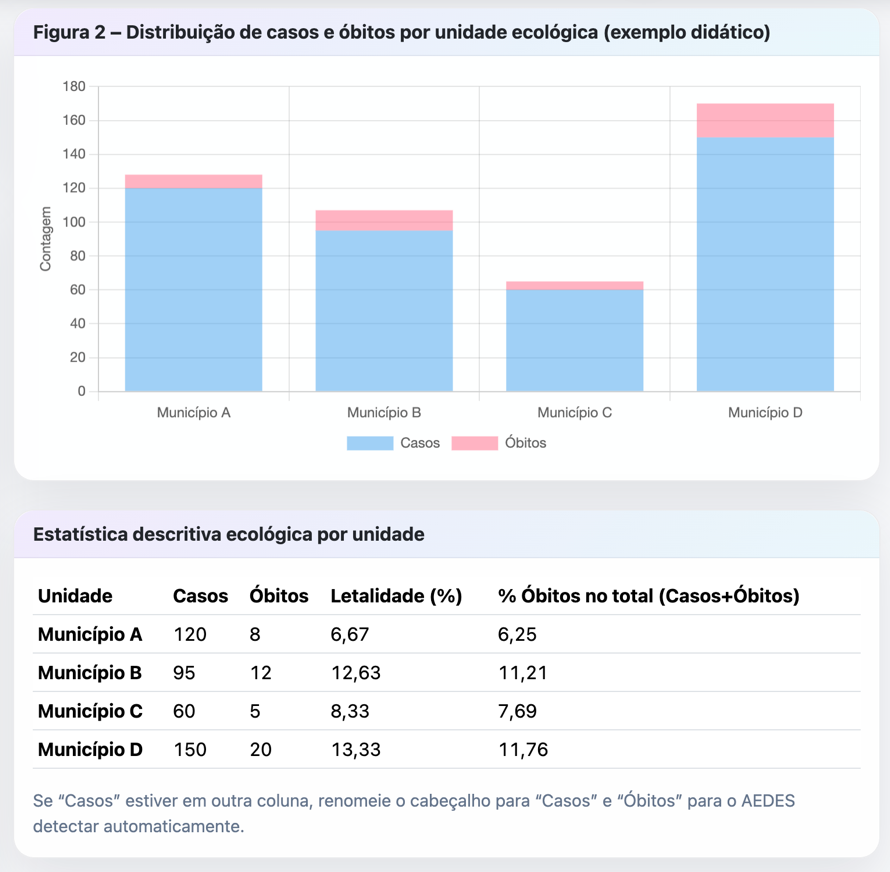 Figura 2 – Distribuição de casos e óbitos por unidade ecológica (exemplo didático)
180
160
140
120
100
80
60
40
20
0
Contagem
Município A
Município B
Município C
Município D
Casos
Óbitos
Estatística descritiva ecológica por unidade
Unidade Casos Óbitos Letalidade (%) % Óbitos no total (Casos+Óbitos)
Município A 120 8 6,67 6,25
Município B 95 12 12,63 11,21
Município C 60 5 8,33 7,69
Município D 150 20 13,33 11,76
Se “Casos” estiver em outra coluna, renomeie o cabeçalho para “Casos” e “Óbitos” para o AEDES
detectar automaticamente.